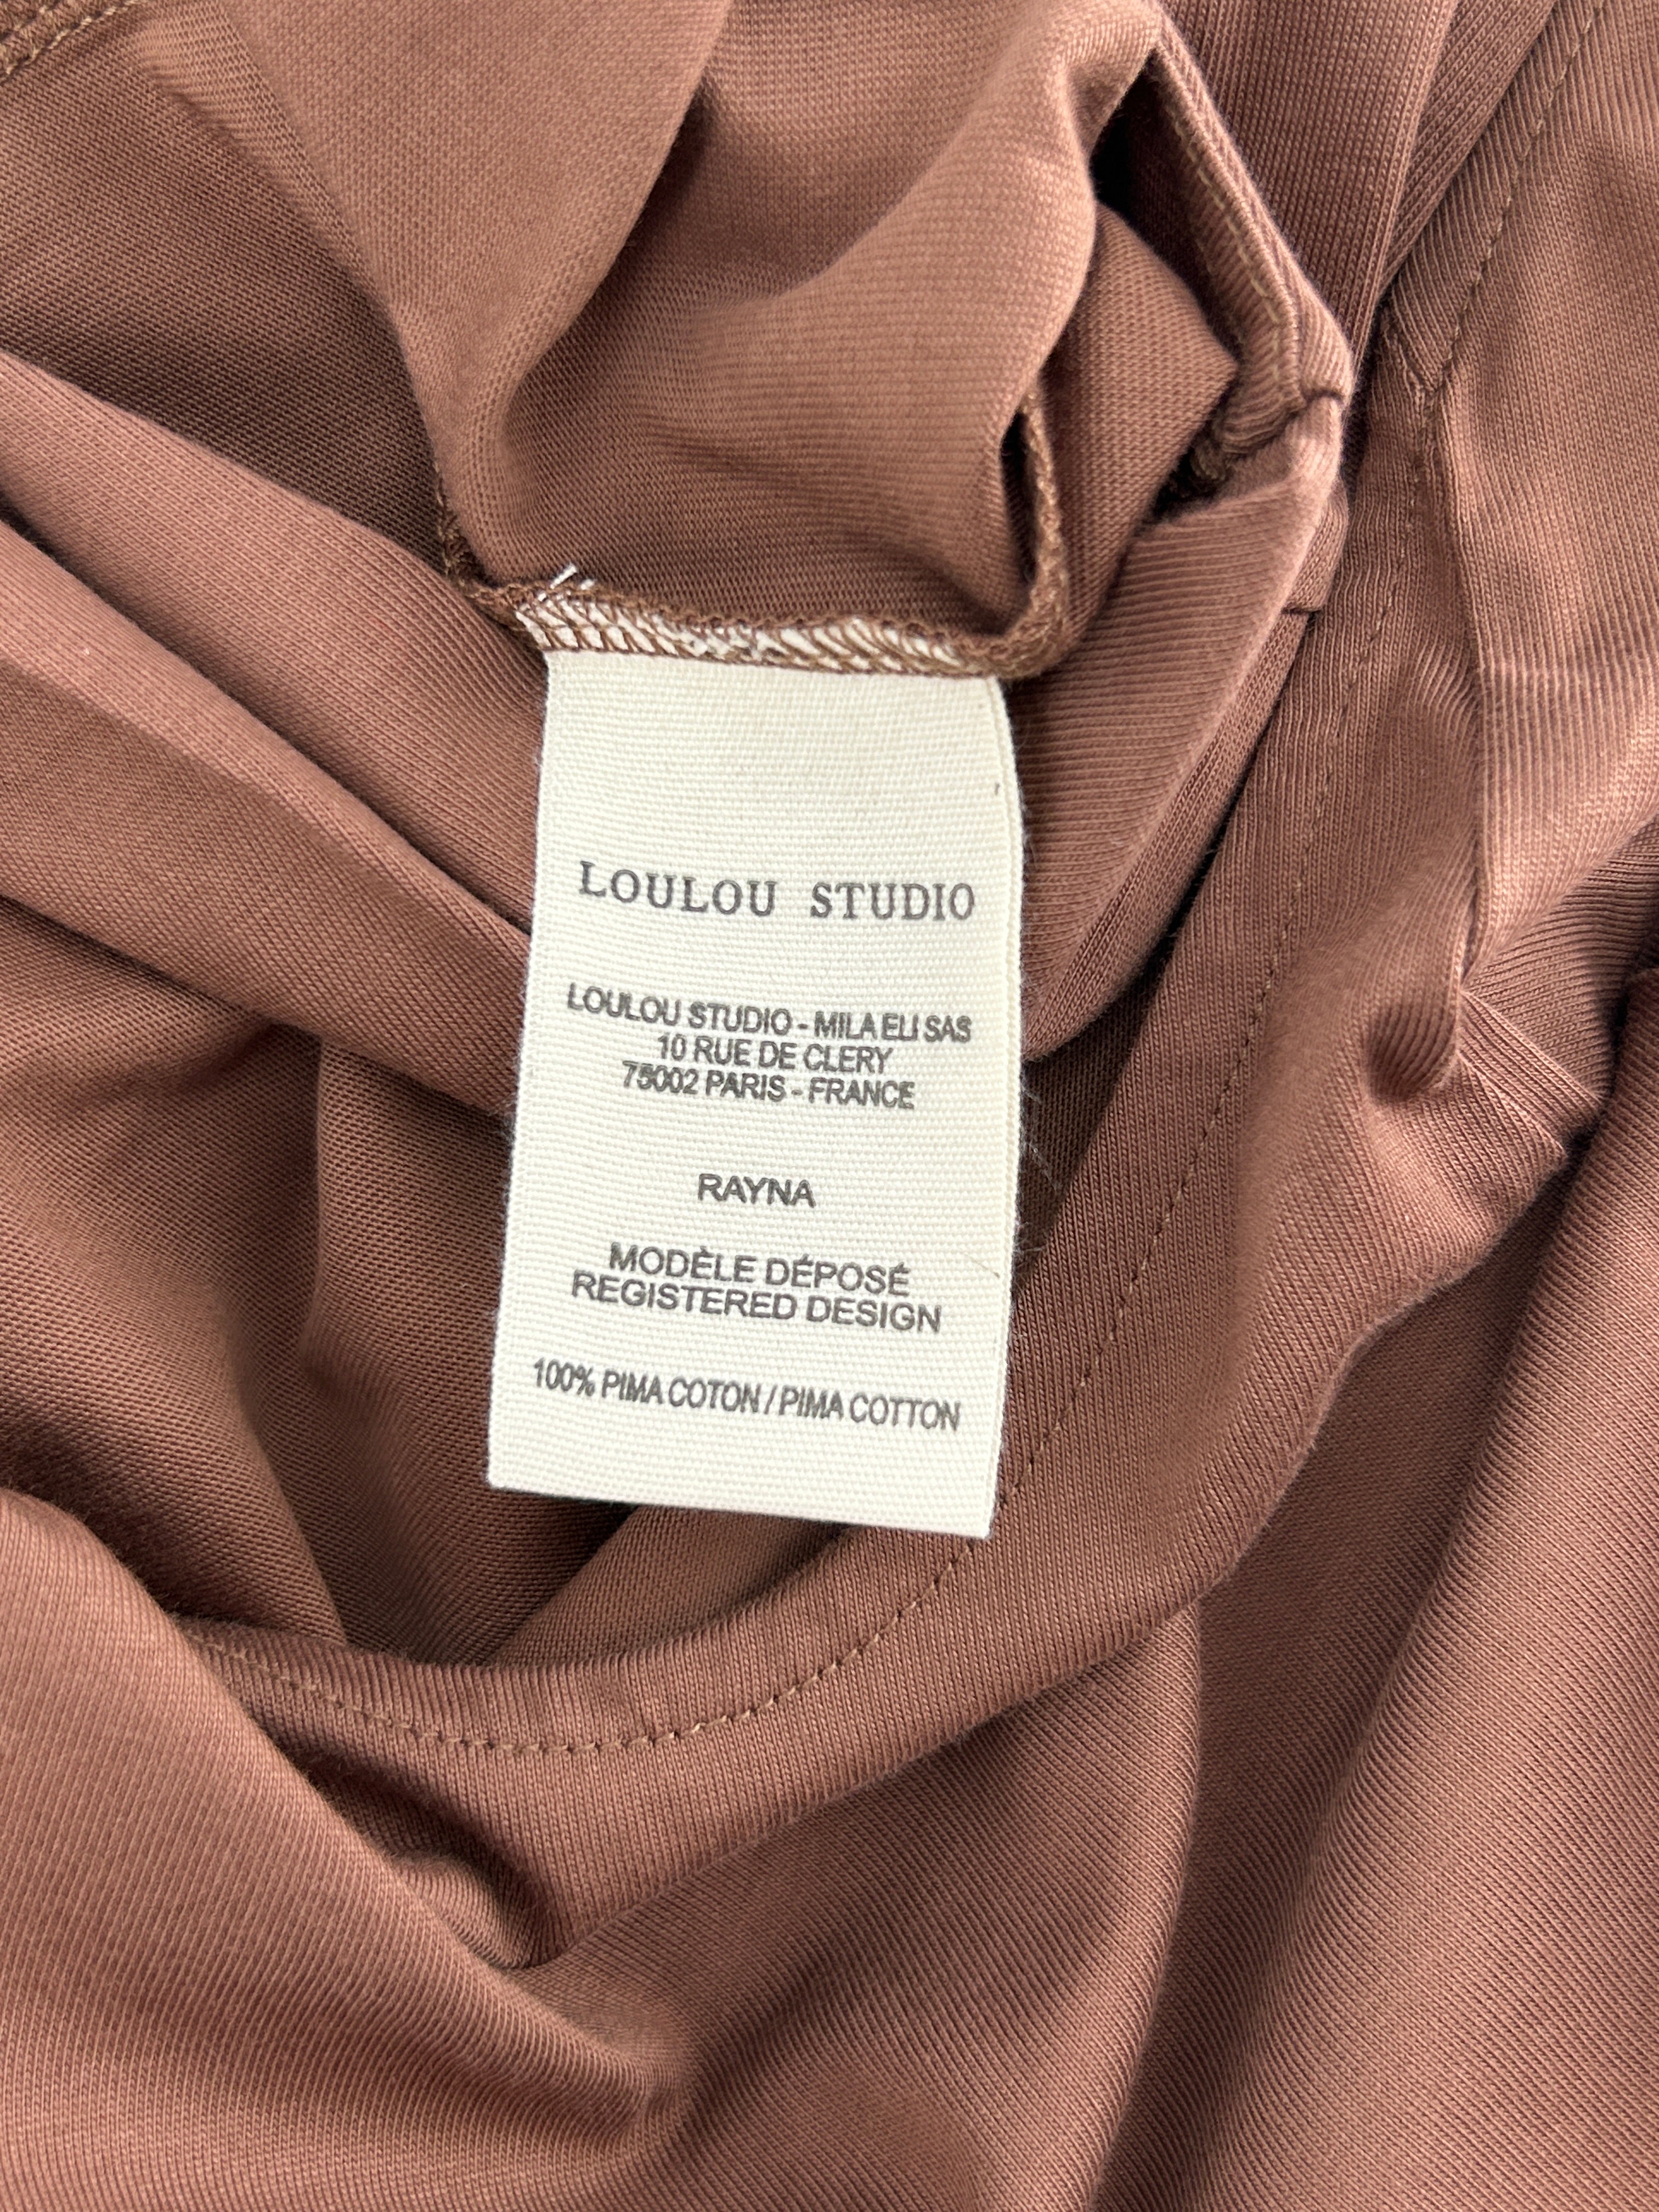 LOULOU STUDIO
LOULOU STUDIO - MILA ELI SAS
10 RUE DE CLERY
75002 PARIS - FRANCE
RAYNA
MODÈLE DÉPOSÉ
REGISTERED DESIGN
100% PIMA COTON / PIMA COTTON